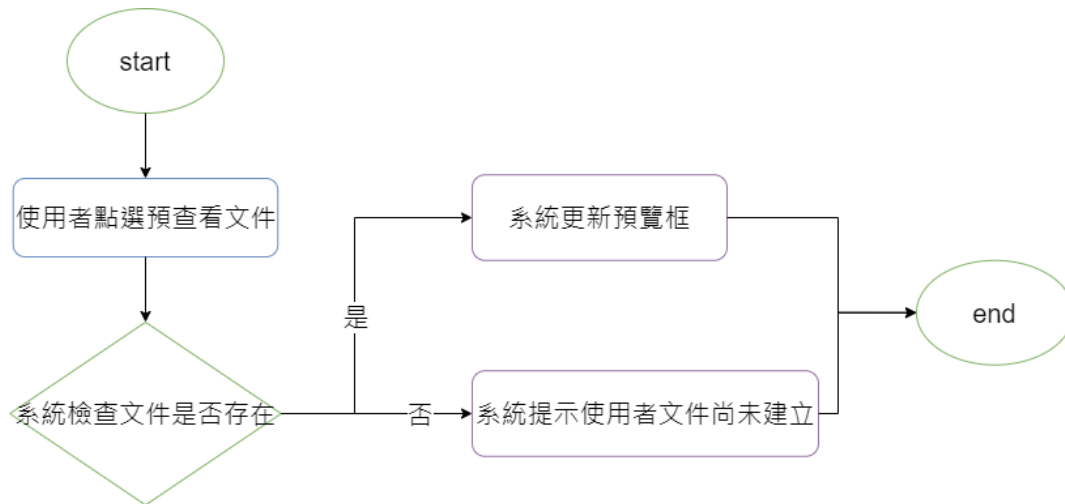 start
使用者點選預查看文件
系統檢查文件是否存在
是
系統更新預覽框
否
系統提示使用者文件尚未建立
end